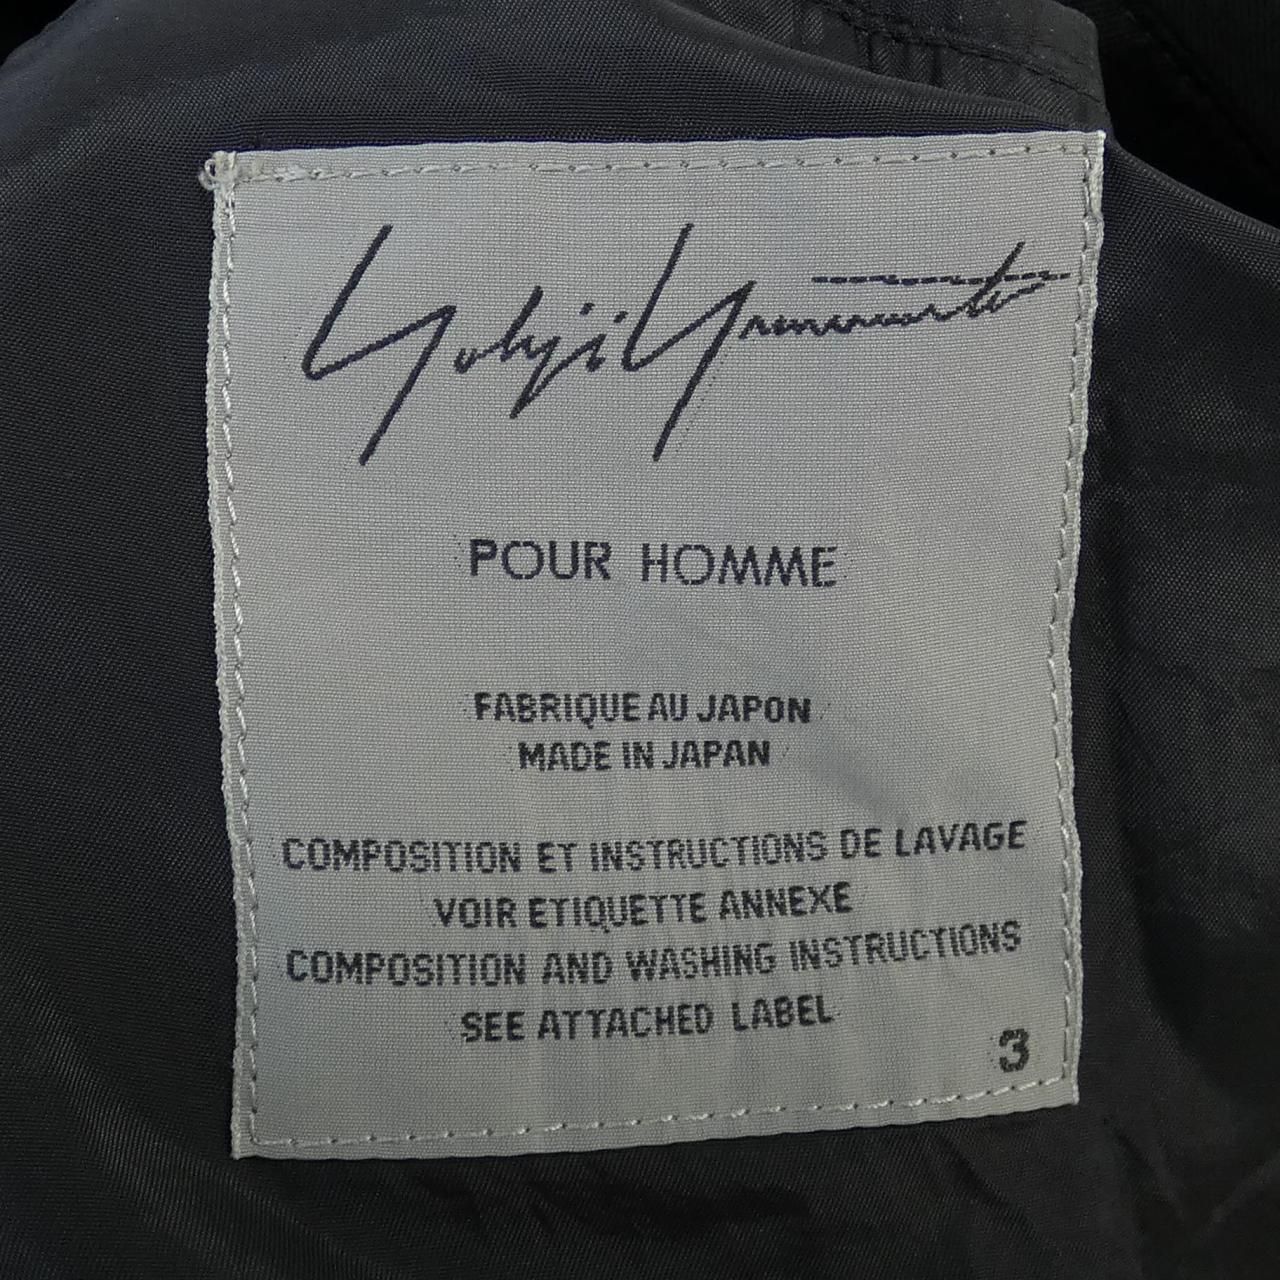 Yohji Yamamoto
POUR HOMME
FABRIQUE AU JAPON
MADE IN JAPAN
COMPOSITION ET INSTRUCTIONS DE LAVAGE
VOIR ETIQUETTE ANNEXE
COMPOSITION AND WASHING INSTRUCTIONS
SEE ATTACHED LABEL
3